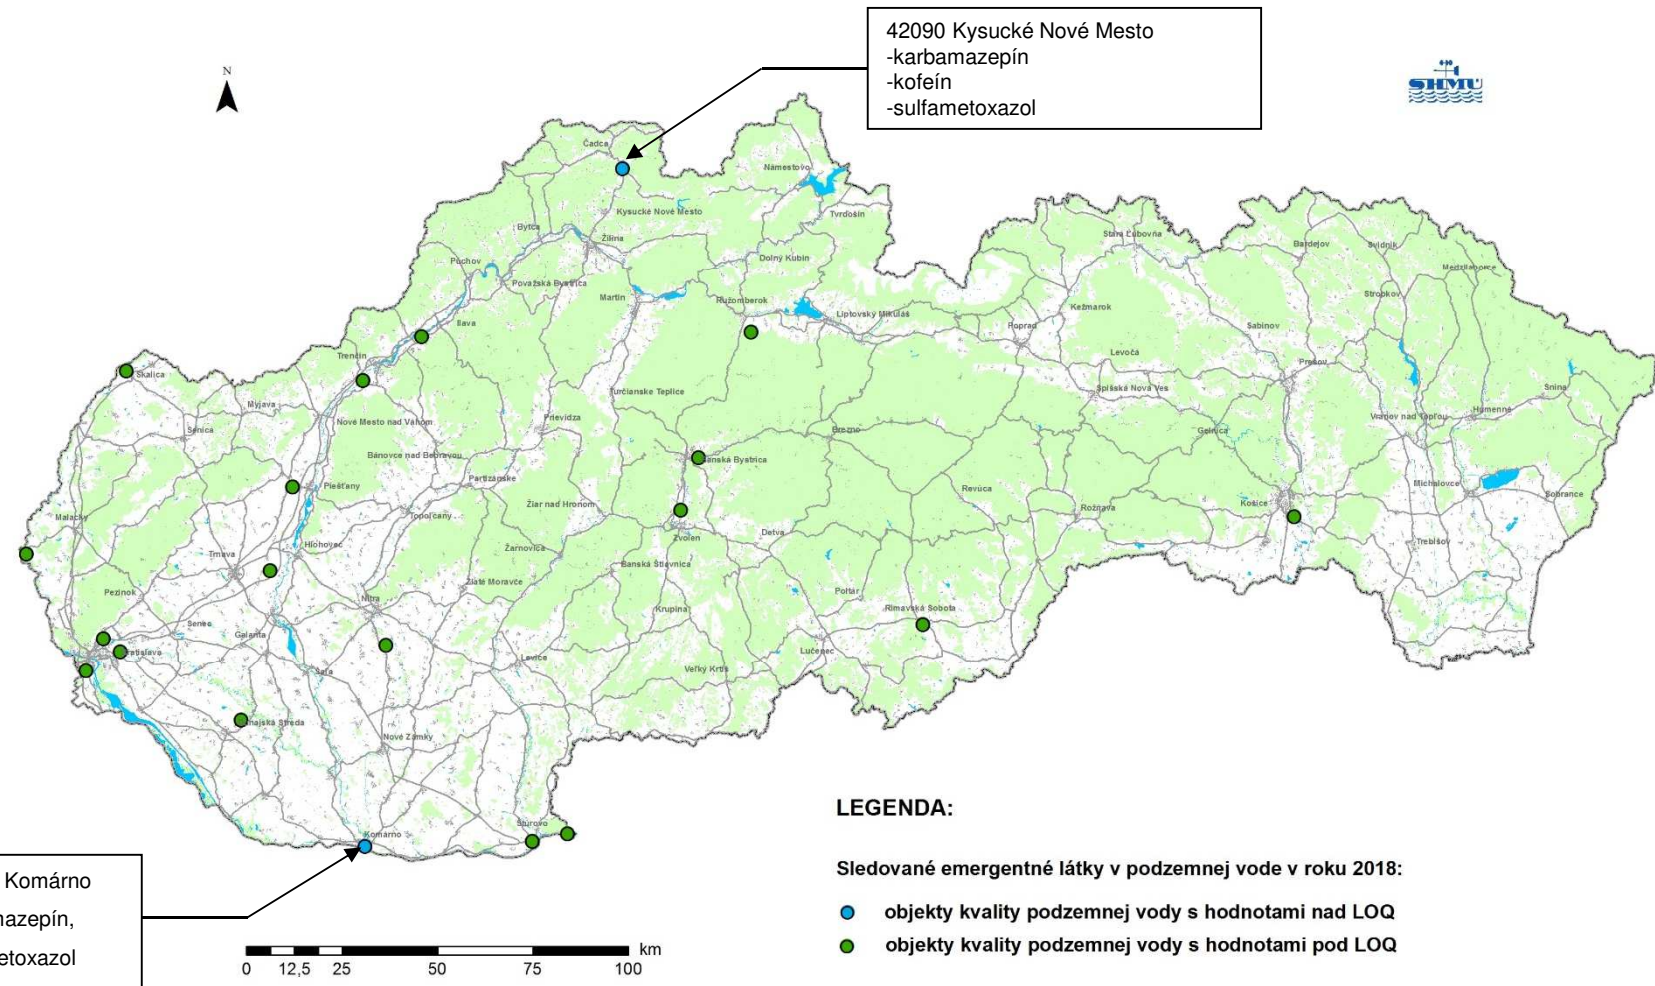 42090 Kysucké Nové Mesto
-karbamazepín
-kofeín
-sulfametoxazol
N
SHMÚ
Čadca
Námestovo
Kysucké Nové Mesto
Tvrdošín
Bytča
Žilina
Stará Ľubovňa
Bardejov
Svidník
Medzilaborce
Púchov
Dolný Kubín
Považská Bystrica
Martin
Ružomberok
Stropkov
Liptovský Mikuláš
Kežmarok
Poprad
Sabinov
Ilava
Trenčín
Levoča
Prešov
Skalica
Spišská Nová Ves
Snina
Turčianske Teplice
Myjava
Prievidza
Nové Mesto nad Váhom
Vranov nad Topľou
Humenné
Senica
Brezno
Gelnica
Bánovce nad Bebravou
Banská Bystrica
Partizánske
Piešťany
Revúca
Michalovce
Sobrance
Žiar nad Hronom
Košice
Rožňava
Malacky
Topoľčany
Zvolen
Detva
Hlohovec
Žarnovica
Trebišov
Trnava
Banská Štiavnica
Zlaté Moravce
Pezinok
Poltár
Nitra
Krupina
Rimavská Sobota
Senec
Galanta
Bratislava
Lučenec
Levice
Šaľa
Veľký Krtíš
Dunajská Streda
Nové Zámky
Štúrovo
Komárno
Komárno
mazepín,
etoxazol
km
0 12,5 25 50 75 100
LEGENDA:
Sledované emergentné látky v podzemnej vode v roku 2018:
objekty kvality podzemnej vody s hodnotami nad LOQ
objekty kvality podzemnej vody s hodnotami pod LOQ